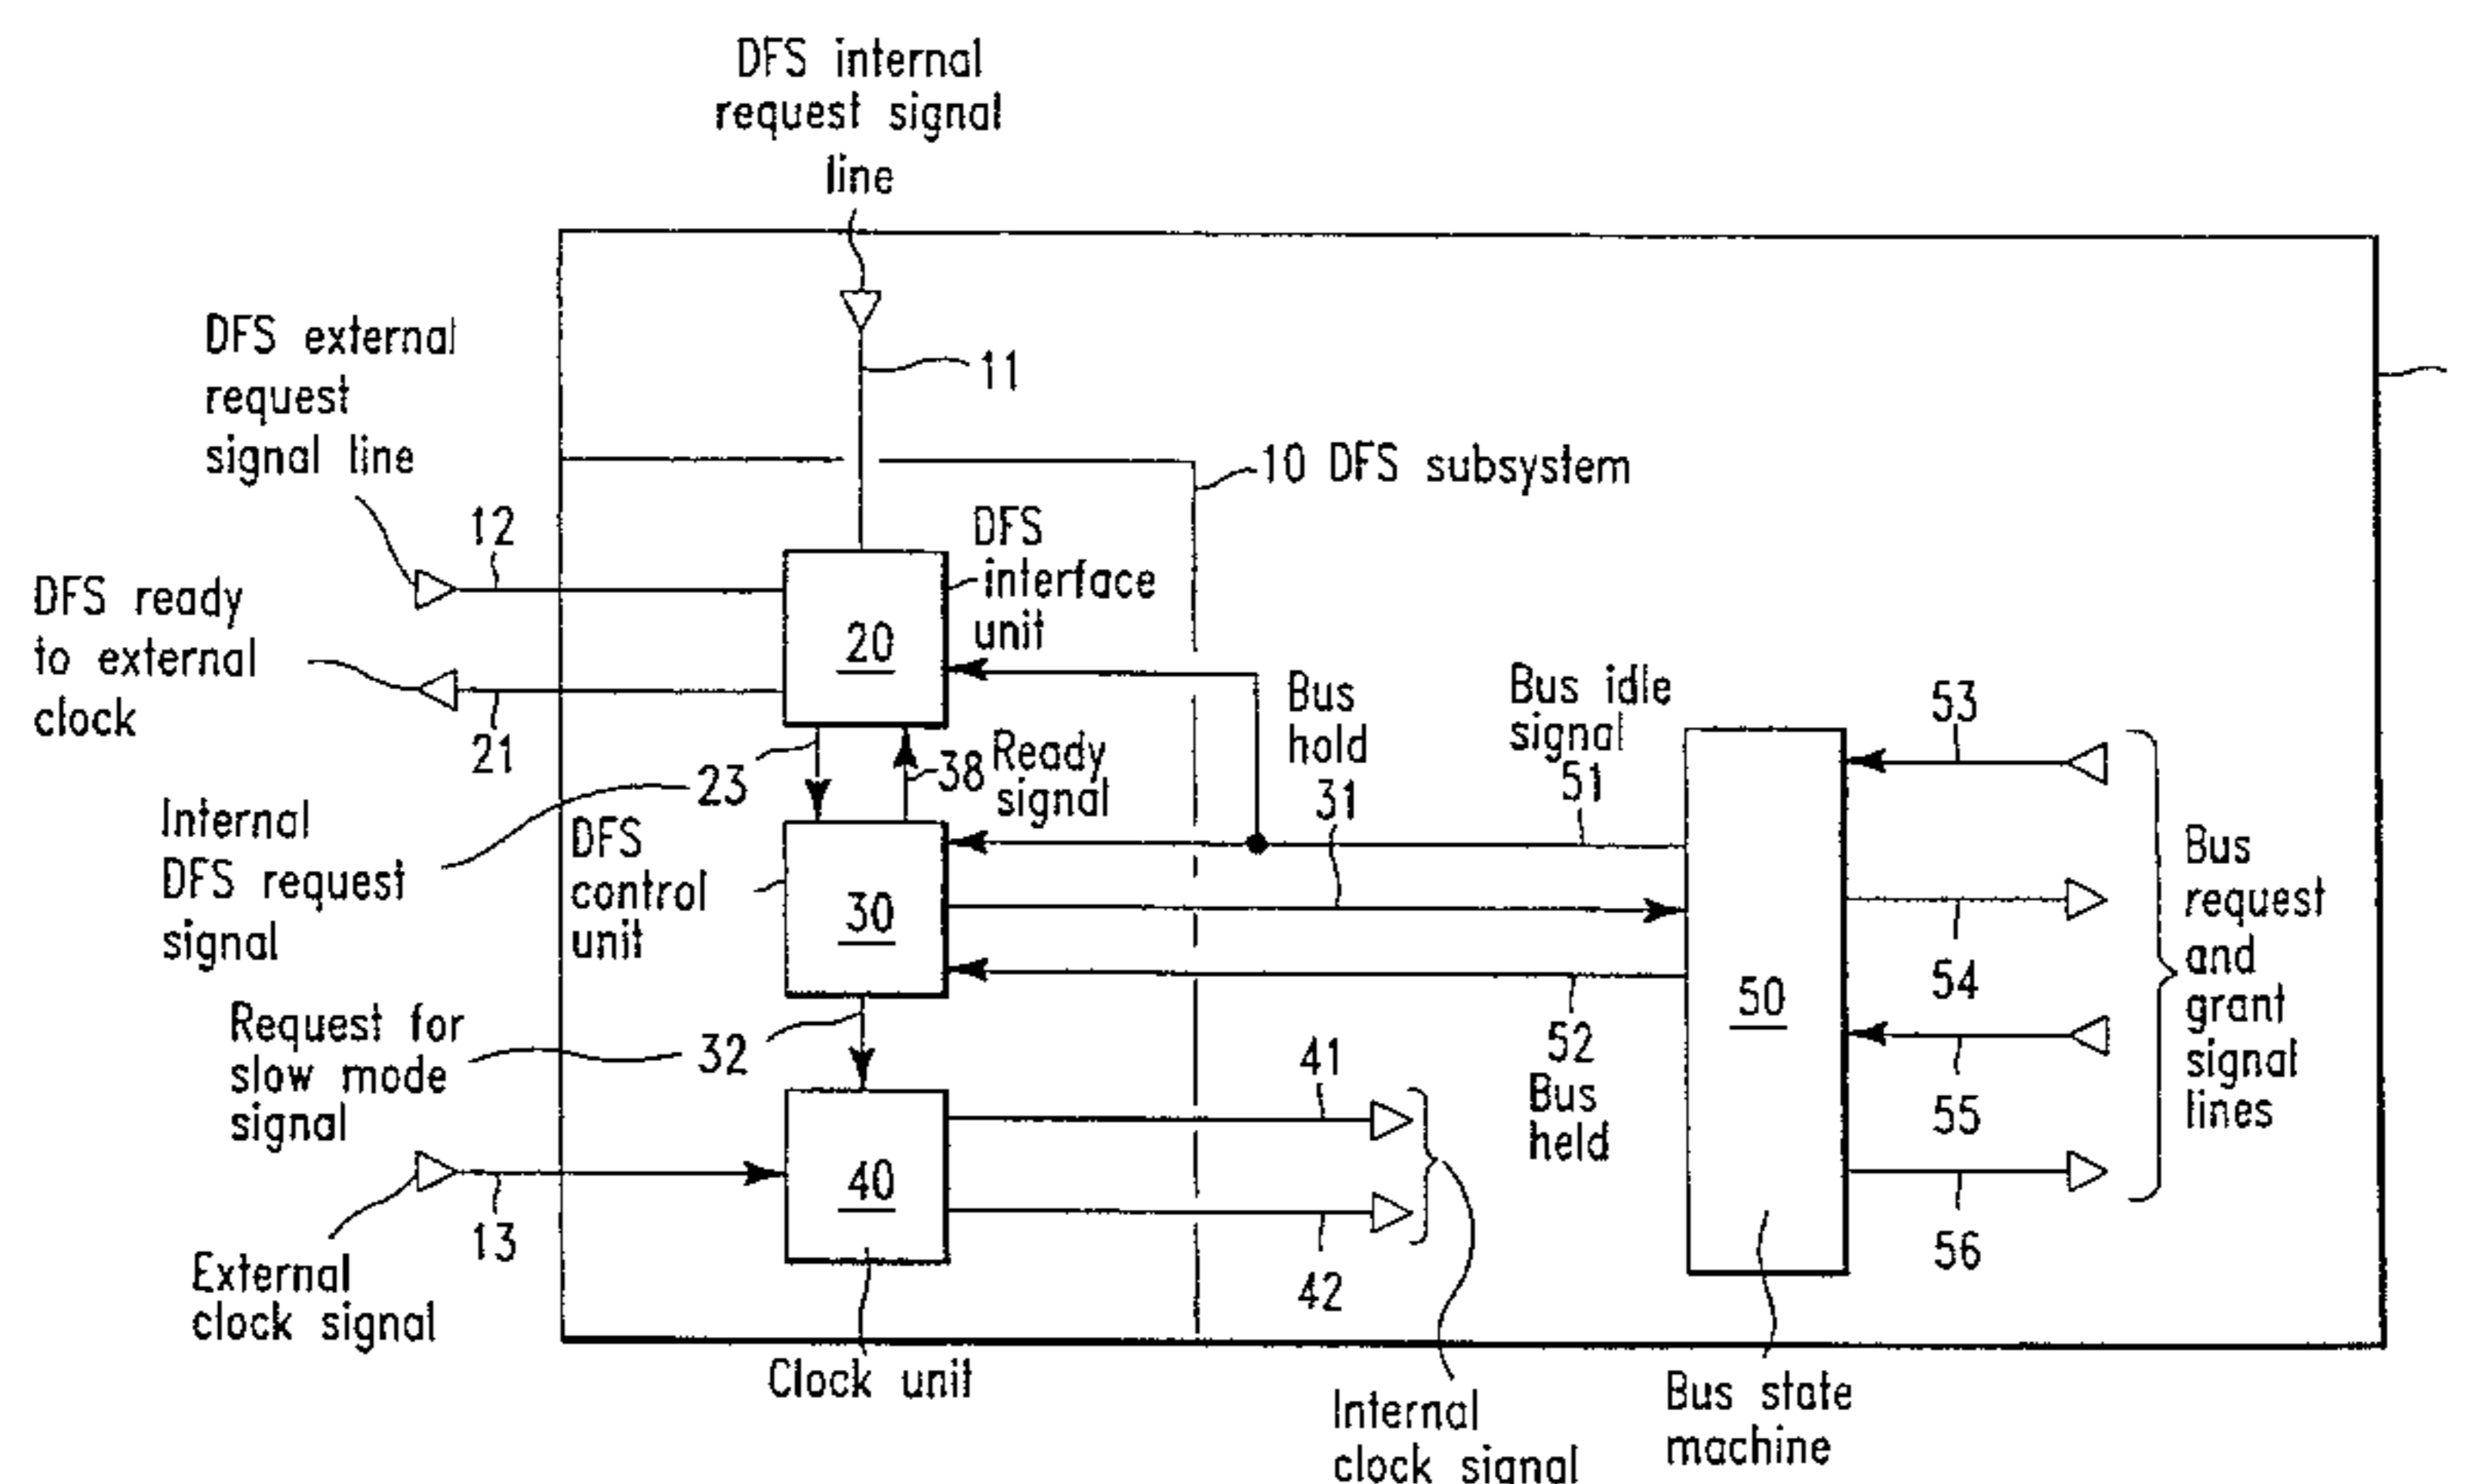 DFS internal
request signal
line
11
DFS external
request
signal line
10 DFS subsystem
12
DFS
interface
unit
DFS ready
to external
clock
20
21
Bus
hold
31
Bus idle
signal
51
53
23
38 Ready
signal
Internal
DFS request
signal
DFS
control
unit
30
Bus
request
and
grant
signal
lines
54
50
Request for
slow mode
signal
32
52
Bus
held
41
55
40
13
42
56
External
clock signal
Clock unit
Internal
clock signal
Bus state
machine